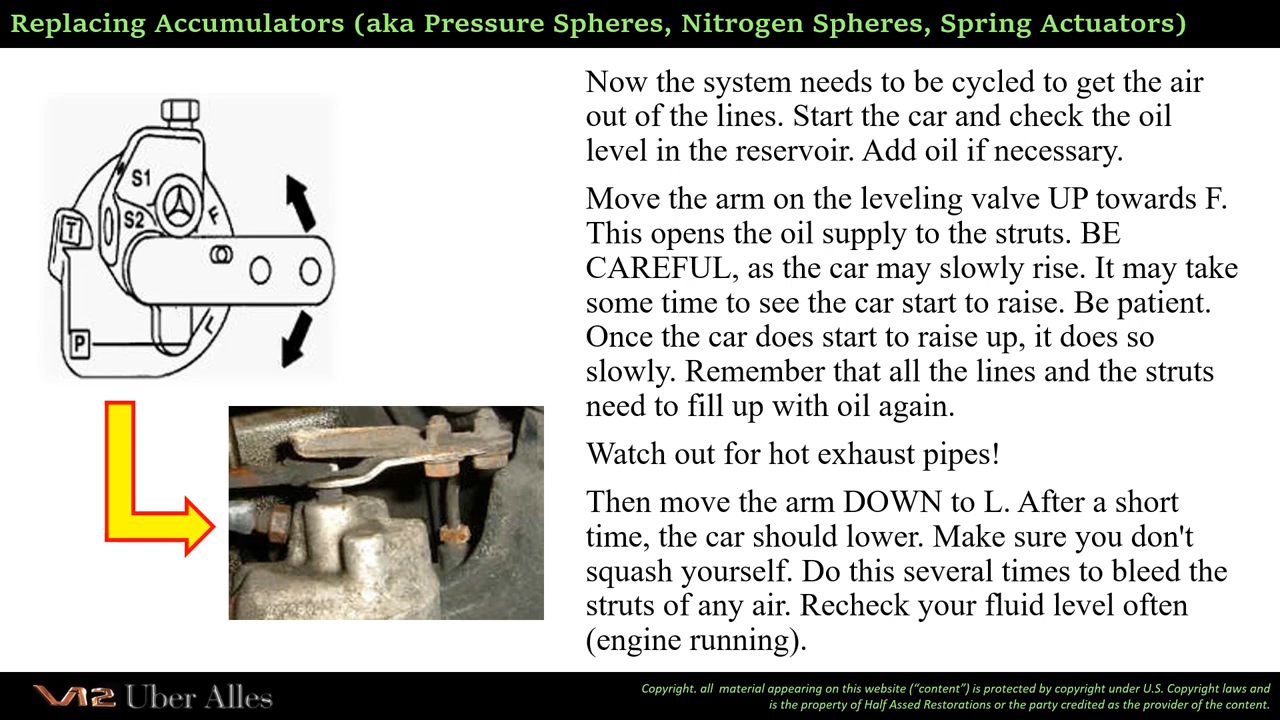 Replacing Accumulators (aka Pressure Spheres, Nitrogen Spheres, Spring Actuators)
S1
S2
F
T
L
P
Now the system needs to be cycled to get the air
out of the lines. Start the car and check the oil
level in the reservoir. Add oil if necessary.
Move the arm on the leveling valve UP towards F.
This opens the oil supply to the struts. BE
CAREFUL, as the car may slowly rise. It may take
some time to see the car start to raise. Be patient.
Once the car does start to raise up, it does so
slowly. Remember that all the lines and the struts
need to fill up with oil again.
Watch out for hot exhaust pipes!
Then move the arm DOWN to L. After a short
time, the car should lower. Make sure you don't
squash yourself. Do this several times to bleed the
struts of any air. Recheck your fluid level often
(engine running).
V12 Uber Alles
Copyright. all material appearing on this website (“content”) is protected by copyright under U.S. Copyright laws and
is the property of Half Assed Restorations or the party credited as the provider of the content.